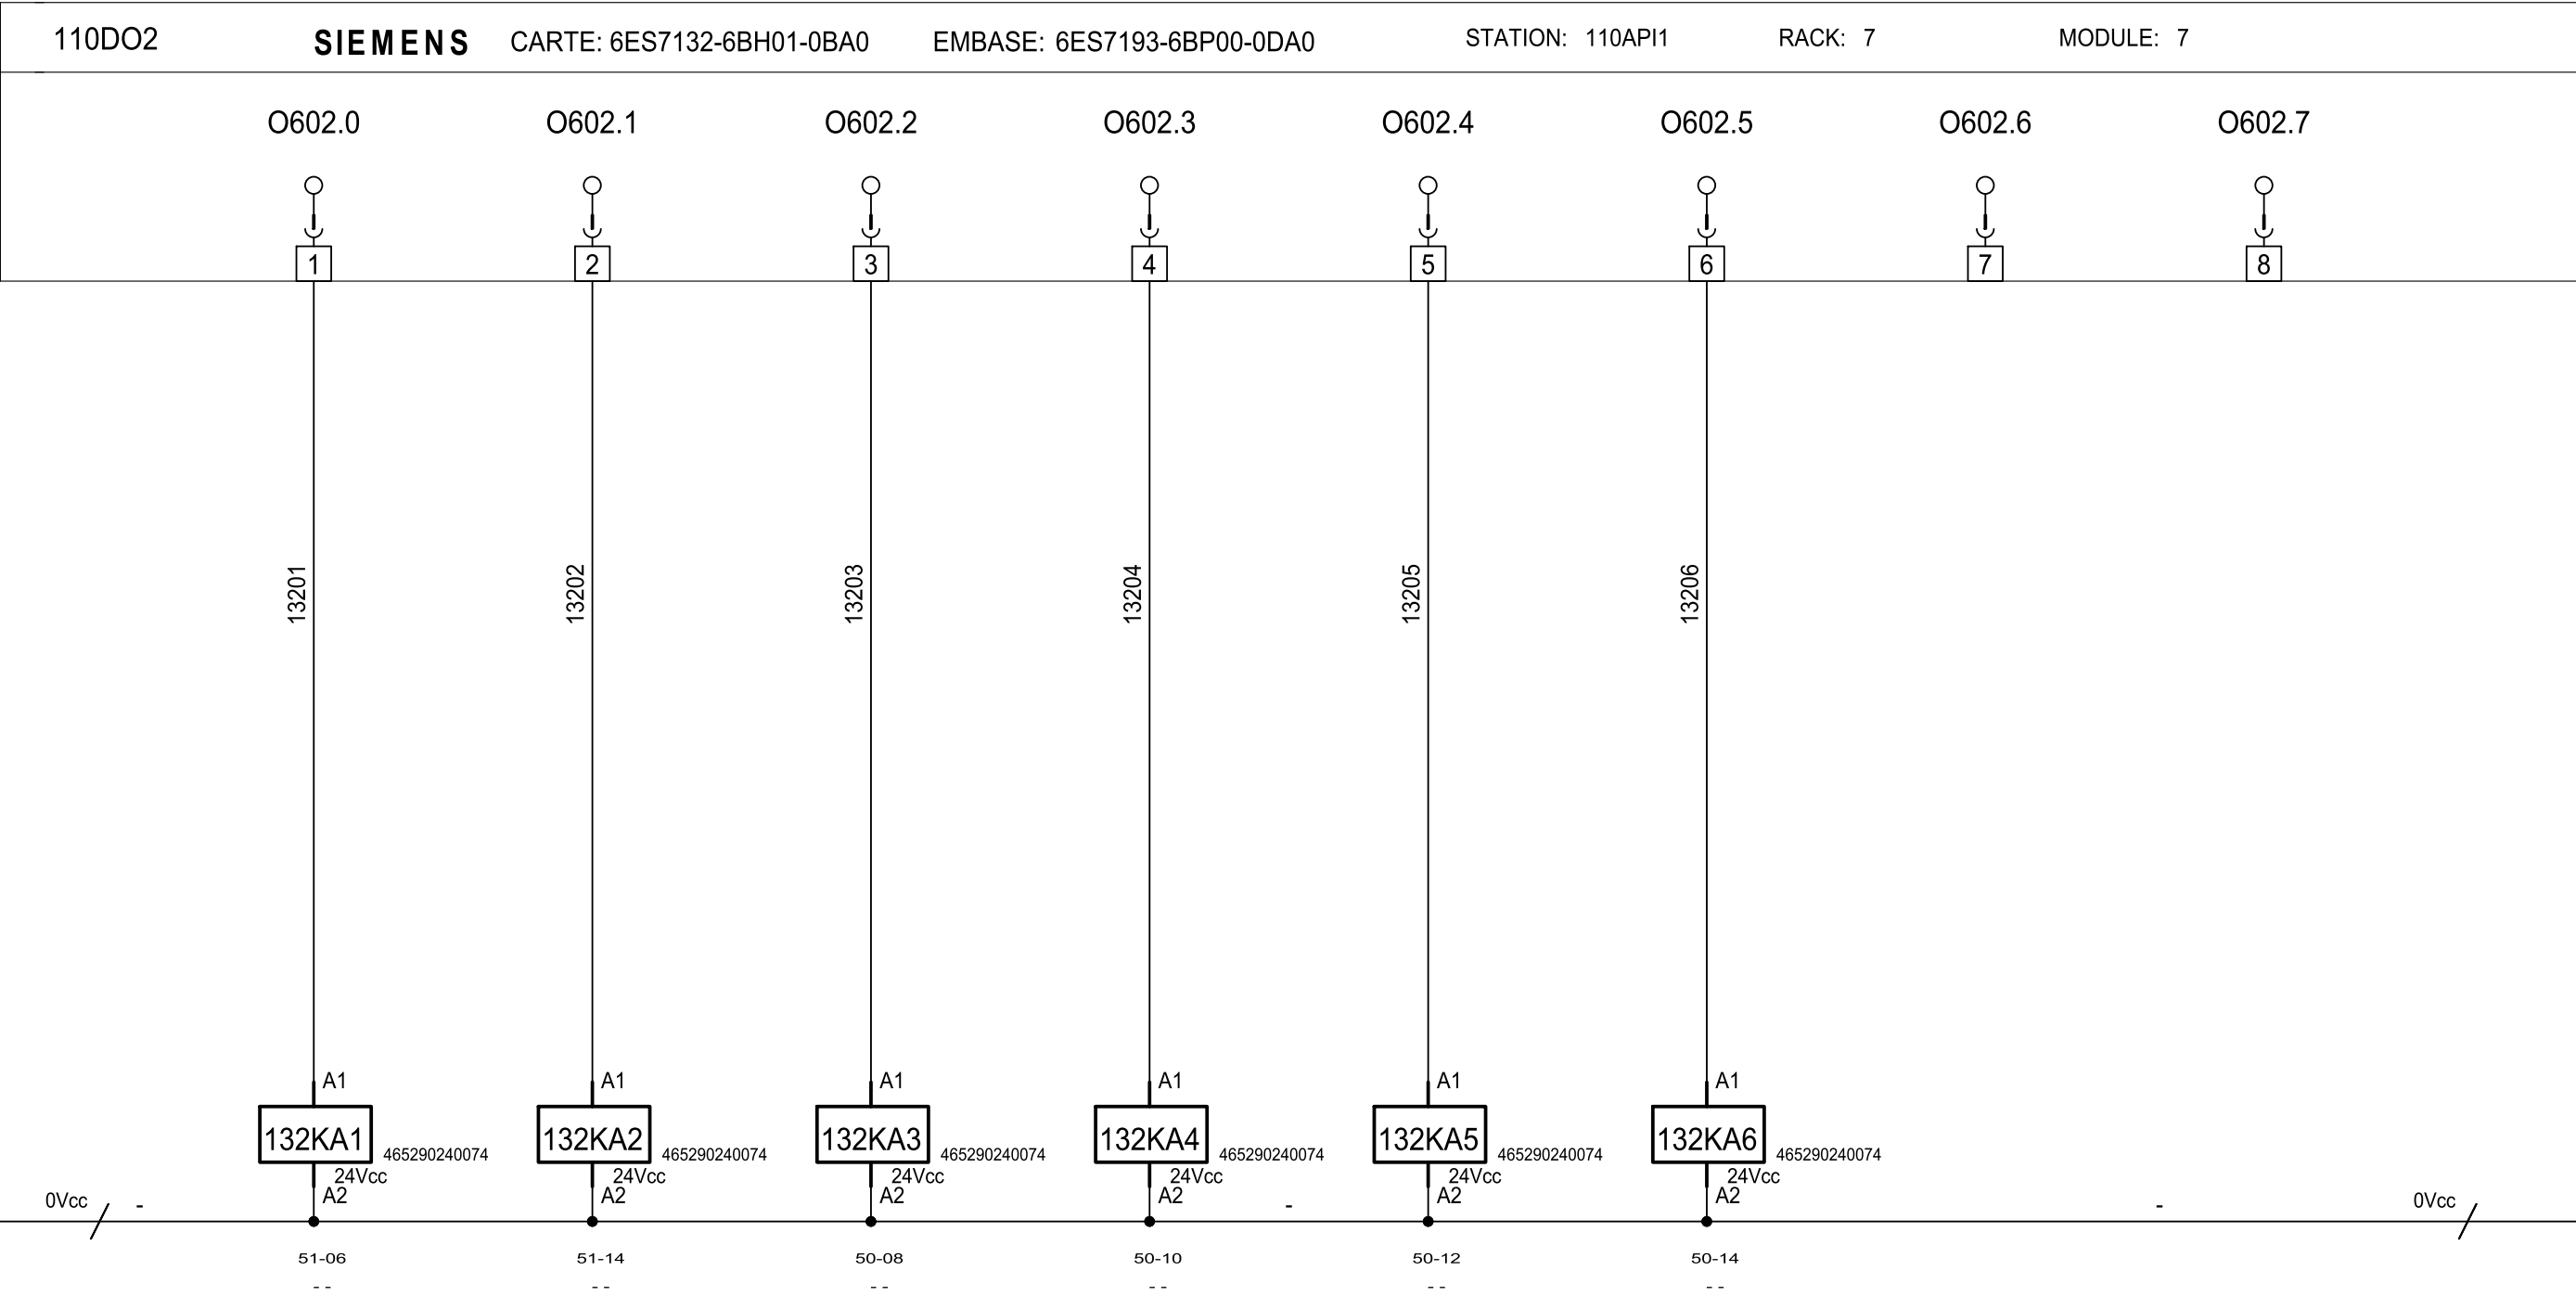 110DO2 SIEMENS CARTE: 6ES7132-6BH01-0BA0 EMBASE: 6ES7193-6BP00-0DA0 STATION: 110API1 RACK: 7 MODULE: 7
O602.0 O602.1 O602.2 O602.3 O602.4 O602.5 O602.6 O602.7
1 2 3 4 5 6 7 8
13201 13202 13203 13204 13205 13206
A1 A1 A1 A1 A1 A1
132KA1 132KA2 132KA3 132KA4 132KA5 132KA6
465290240074 465290240074 465290240074 465290240074 465290240074 465290240074
24Vcc 24Vcc 24Vcc 24Vcc 24Vcc 24Vcc
A2 A2 A2 A2 A2 A2
0Vcc - - - 0Vcc
51-06 51-14 50-08 50-10 50-12 50-14
-- -- -- -- -- --